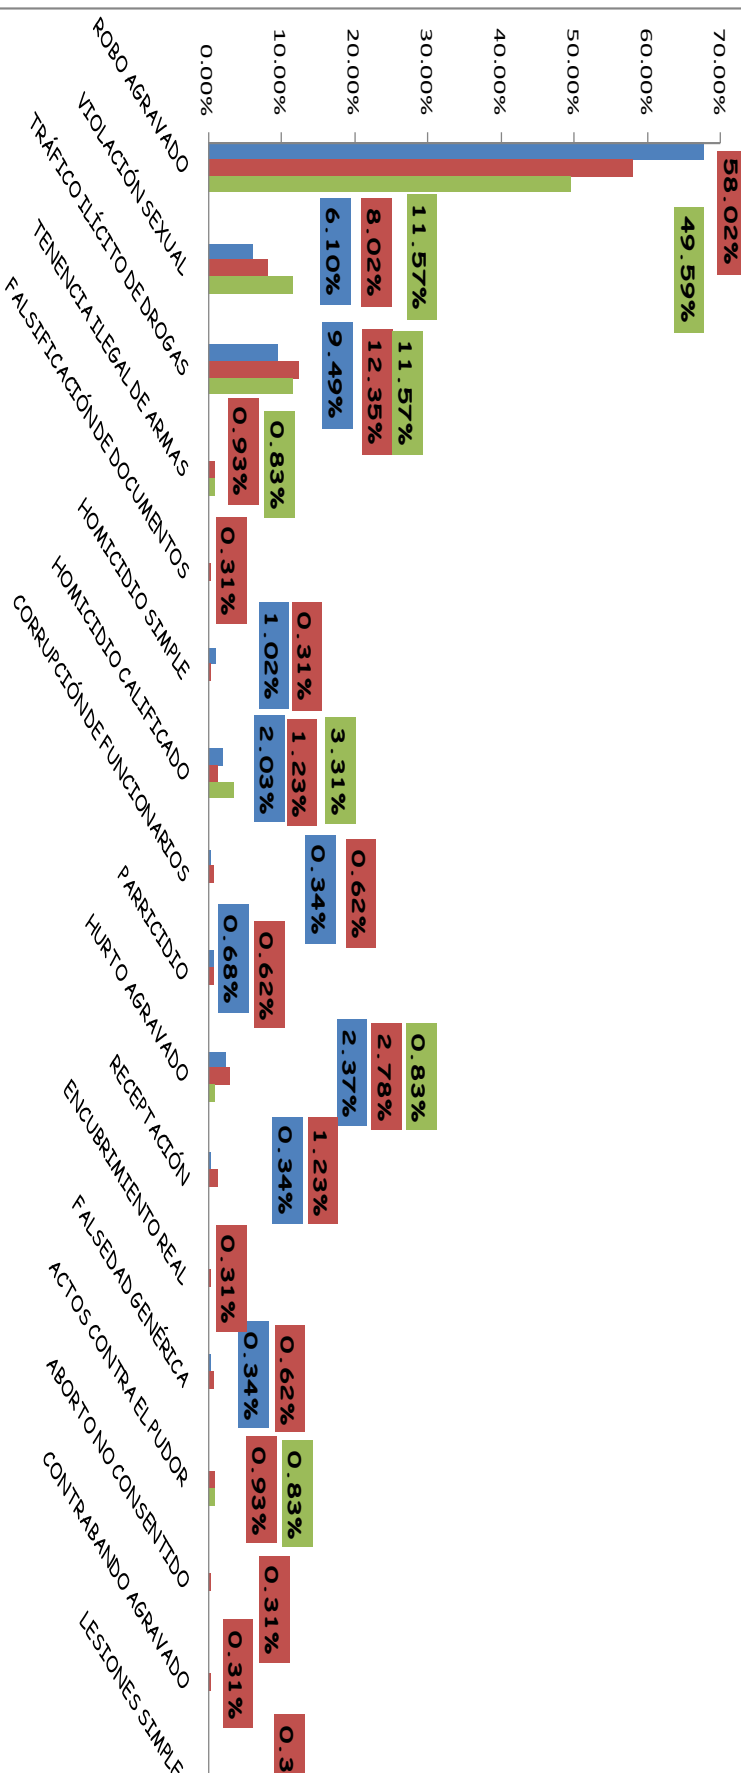 70.00%
60.00%
50.00%
40.00%
30.00%
20.00%
10.00%
0.00%
58.02%
49.59%
6.10%
8.02%
11.57%
9.49%
12.35%
11.57%
0.93%
0.83%
0.31%
1.02%
0.31%
2.03%
1.23%
3.31%
0.34%
0.62%
0.68%
0.62%
2.37%
2.78%
0.83%
0.34%
1.23%
0.31%
0.34%
0.62%
0.93%
0.83%
0.31%
0.31%
0.3
ROBO AGRAVADO
VIOLACIÓN SEXUAL
TRÁFICO ILÍCITO DE DROGAS
TENENCIA ILEGAL DE ARMAS
FALSIFICACIÓN DE DOCUMENTOS
HOMICIDIO SIMPLE
HOMICIDIO CALIFICADO
CORRUPCIÓN DE FUNCIONARIOS
PARRICIDIO
HURTO AGRAVADO
RECEPTACIÓN
ENCUBRIMIENTO REAL
FALSEDAD GENÉRICA
ACTOS CONTRA EL PUDOR
ABORTO NO CONSENTIDO
CONTRABANDO AGRAVADO
LESIONES SIMPLE